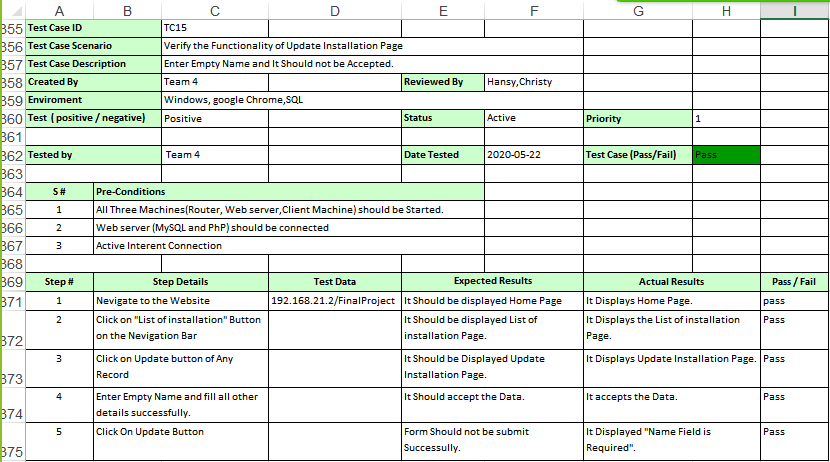 A B C D E F G H I
355 Test Case ID TC15
356 Test Case Scenario Verify the Functionality of Update Installation Page
357 Test Case Description Enter Empty Name and It Should not be Accepted.
358 Created By Team 4 Reviewed By Hansy,Christy
359 Enviroment Windows, google Chrome,SQL
360 Test ( positive / negative) Positive Status Active Priority 1
361
362 Tested by Team 4 Date Tested 2020-05-22 Test Case (Pass/Fail) Pass
363
364 S # Pre-Conditions
365 1 All Three Machines(Router, Web server,Client Machine) should be Started.
366 2 Web server (MySQL and PhP) should be connected
367 3 Active Interent Connection
368
369 Step # Step Details Test Data Expected Results Actual Results Pass / Fail
371 1 Nevigate to the Website 192.168.21.2/FinalProject It Should be displayed Home Page It Displays Home Page. pass
2 Click on "List of installation" Button It Should be displayed List of It Displays the List of installation Pass
372 on the Nevigation Bar installation Page. Page.
3 Click on Update button of Any It Should be Displayed Update It Displays Update Installation Page. Pass
373 Record Installation Page.
4 Enter Empty Name and fill all other It Should accept the Data. It accepts the Data. Pass
374 details successfully.
5 Click On Update Button Form Should not be submit It Displayed "Name Field is Pass
375 Successully. Required".